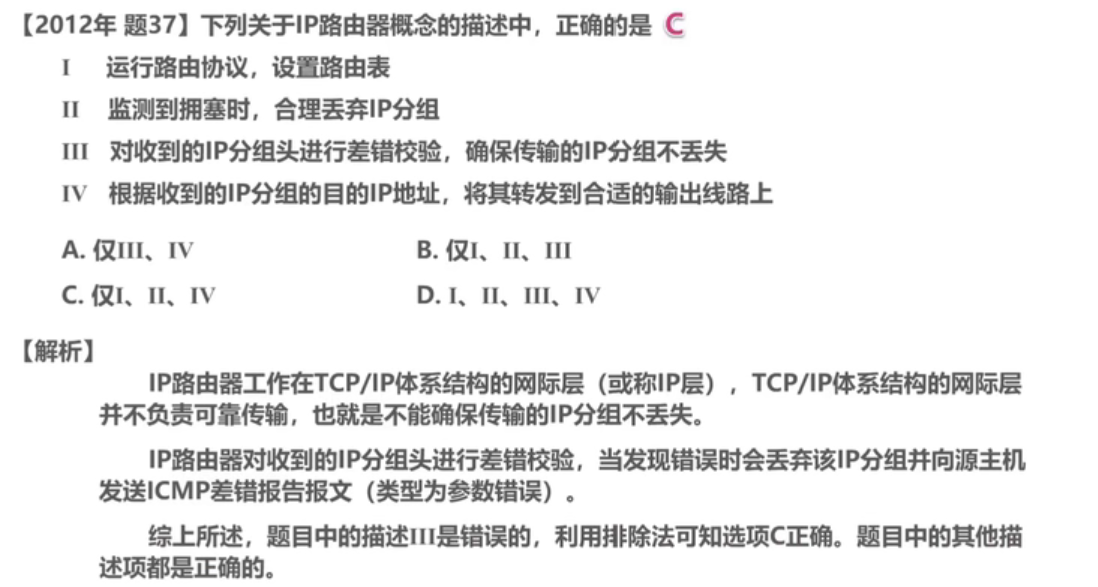 【2012年 题37】下列关于IP路由器概念的描述中，正确的是 C
I 运行路由协议，设置路由表
II 监测到拥塞时，合理丢弃IP分组
III 对收到的IP分组头进行差错校验，确保传输的IP分组不丢失
IV 根据收到的IP分组的目的IP地址，将其转发到合适的输出线路上
A. 仅III、IV B. 仅I、II、III
C. 仅I、II、IV D. I、II、III、IV
【解析】
IP路由器工作在TCP/IP体系结构的网际层（或称IP层），TCP/IP体系结构的网际层
并不负责可靠传输，也就是不能确保传输的IP分组不丢失。
IP路由器对收到的IP分组头进行差错校验，当发现错误时会丢弃该IP分组并向源主机
发送ICMP差错报告报文（类型为参数错误）。
综上所述，题目中的描述III是错误的，利用排除法可知选项C正确。题目中的其他描
述项都是正确的。